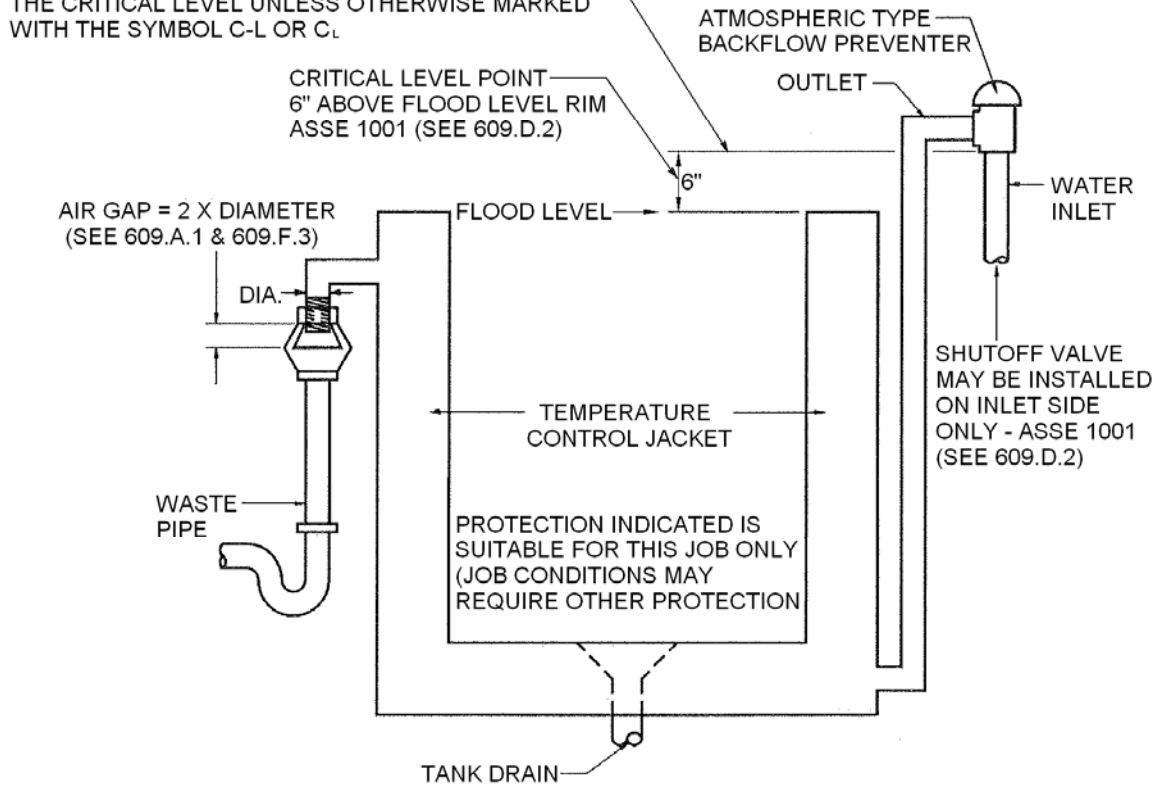 THE CRITICAL LEVEL UNLESS OTHERWISE MARKED
WITH THE SYMBOL C-L OR CL
ATMOSPHERIC TYPE
BACKFLOW PREVENTER
CRITICAL LEVEL POINT
6" ABOVE FLOOD LEVEL RIM
ASSE 1001 (SEE 609.D.2)
OUTLET
6"
WATER
INLET
AIR GAP = 2 X DIAMETER
(SEE 609.A.1 & 609.F.3)
FLOOD LEVEL
DIA.
SHUTOFF VALVE
MAY BE INSTALLED
ON INLET SIDE
ONLY - ASSE 1001
(SEE 609.D.2)
TEMPERATURE
CONTROL JACKET
WASTE
PIPE
PROTECTION INDICATED IS
SUITABLE FOR THIS JOB ONLY
(JOB CONDITIONS MAY
REQUIRE OTHER PROTECTION
TANK DRAIN